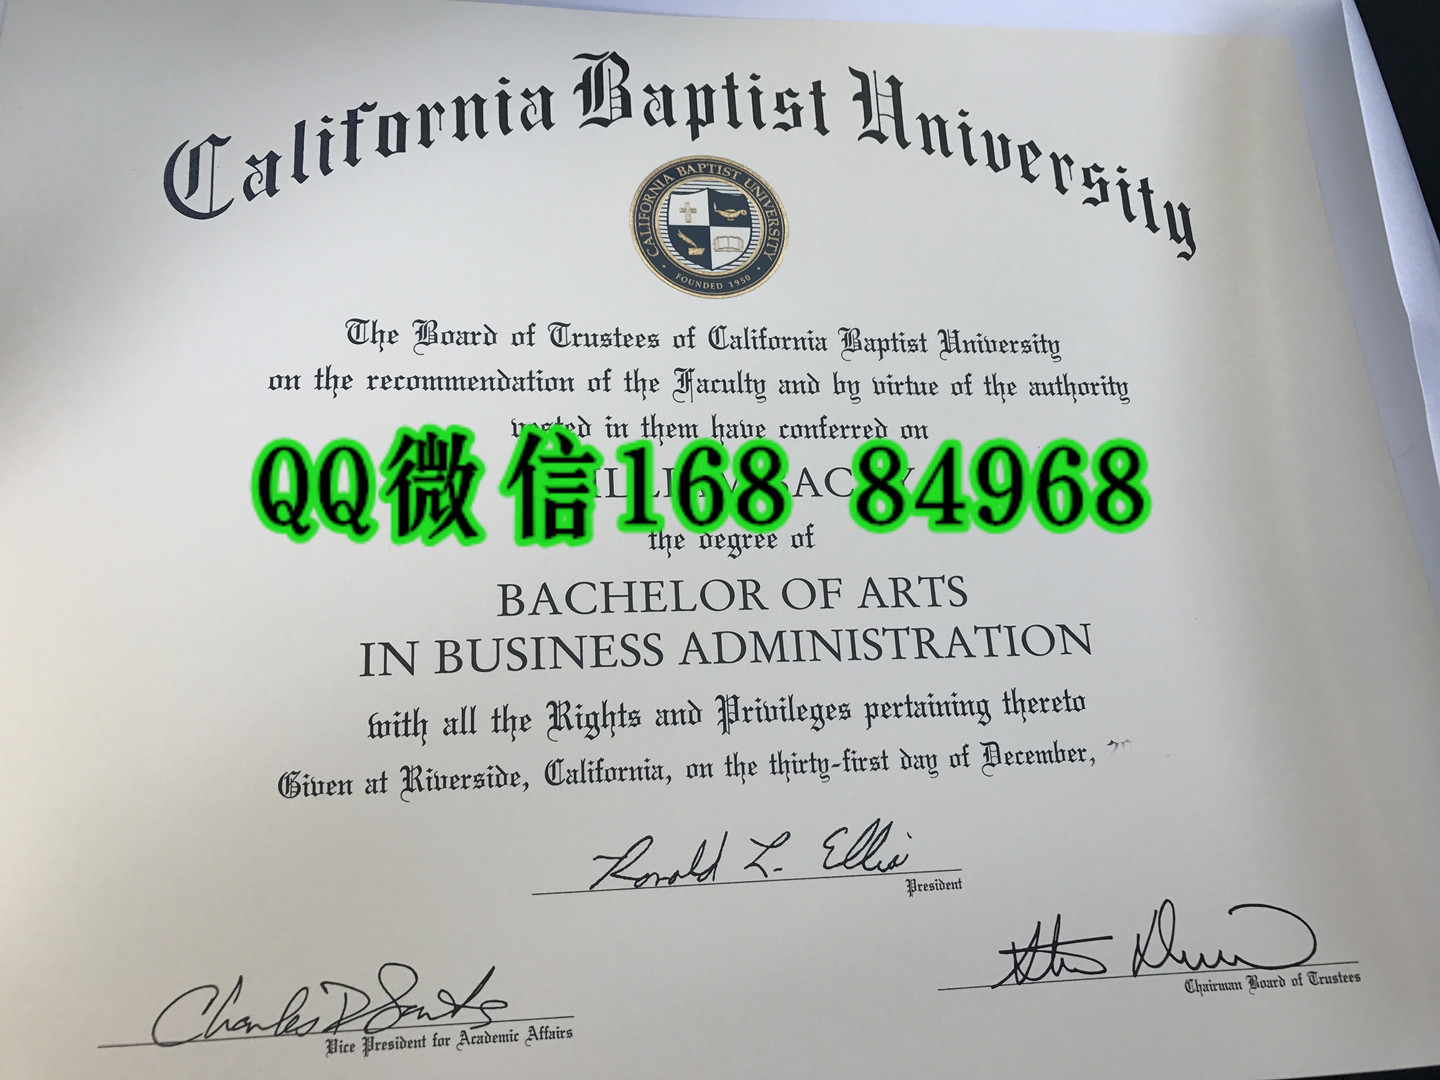 California Baptist University
CALIFORNIA BAPTIST UNIVERSITY
• FOUNDED 1950 •
The Board of Trustees of California Baptist University
on the recommendation of the Faculty and by virtue of the authority
vested in them have conferred on
QQ微信168 84968
the degree of
BACHELOR OF ARTS
IN BUSINESS ADMINISTRATION
with all the Rights and Privileges pertaining thereto
Given at Riverside, California, on the thirty-first day of December,
Ronald L. Ellis
President
Chairman Board of Trustees
Charles D Sands
Vice President for Academic Affairs